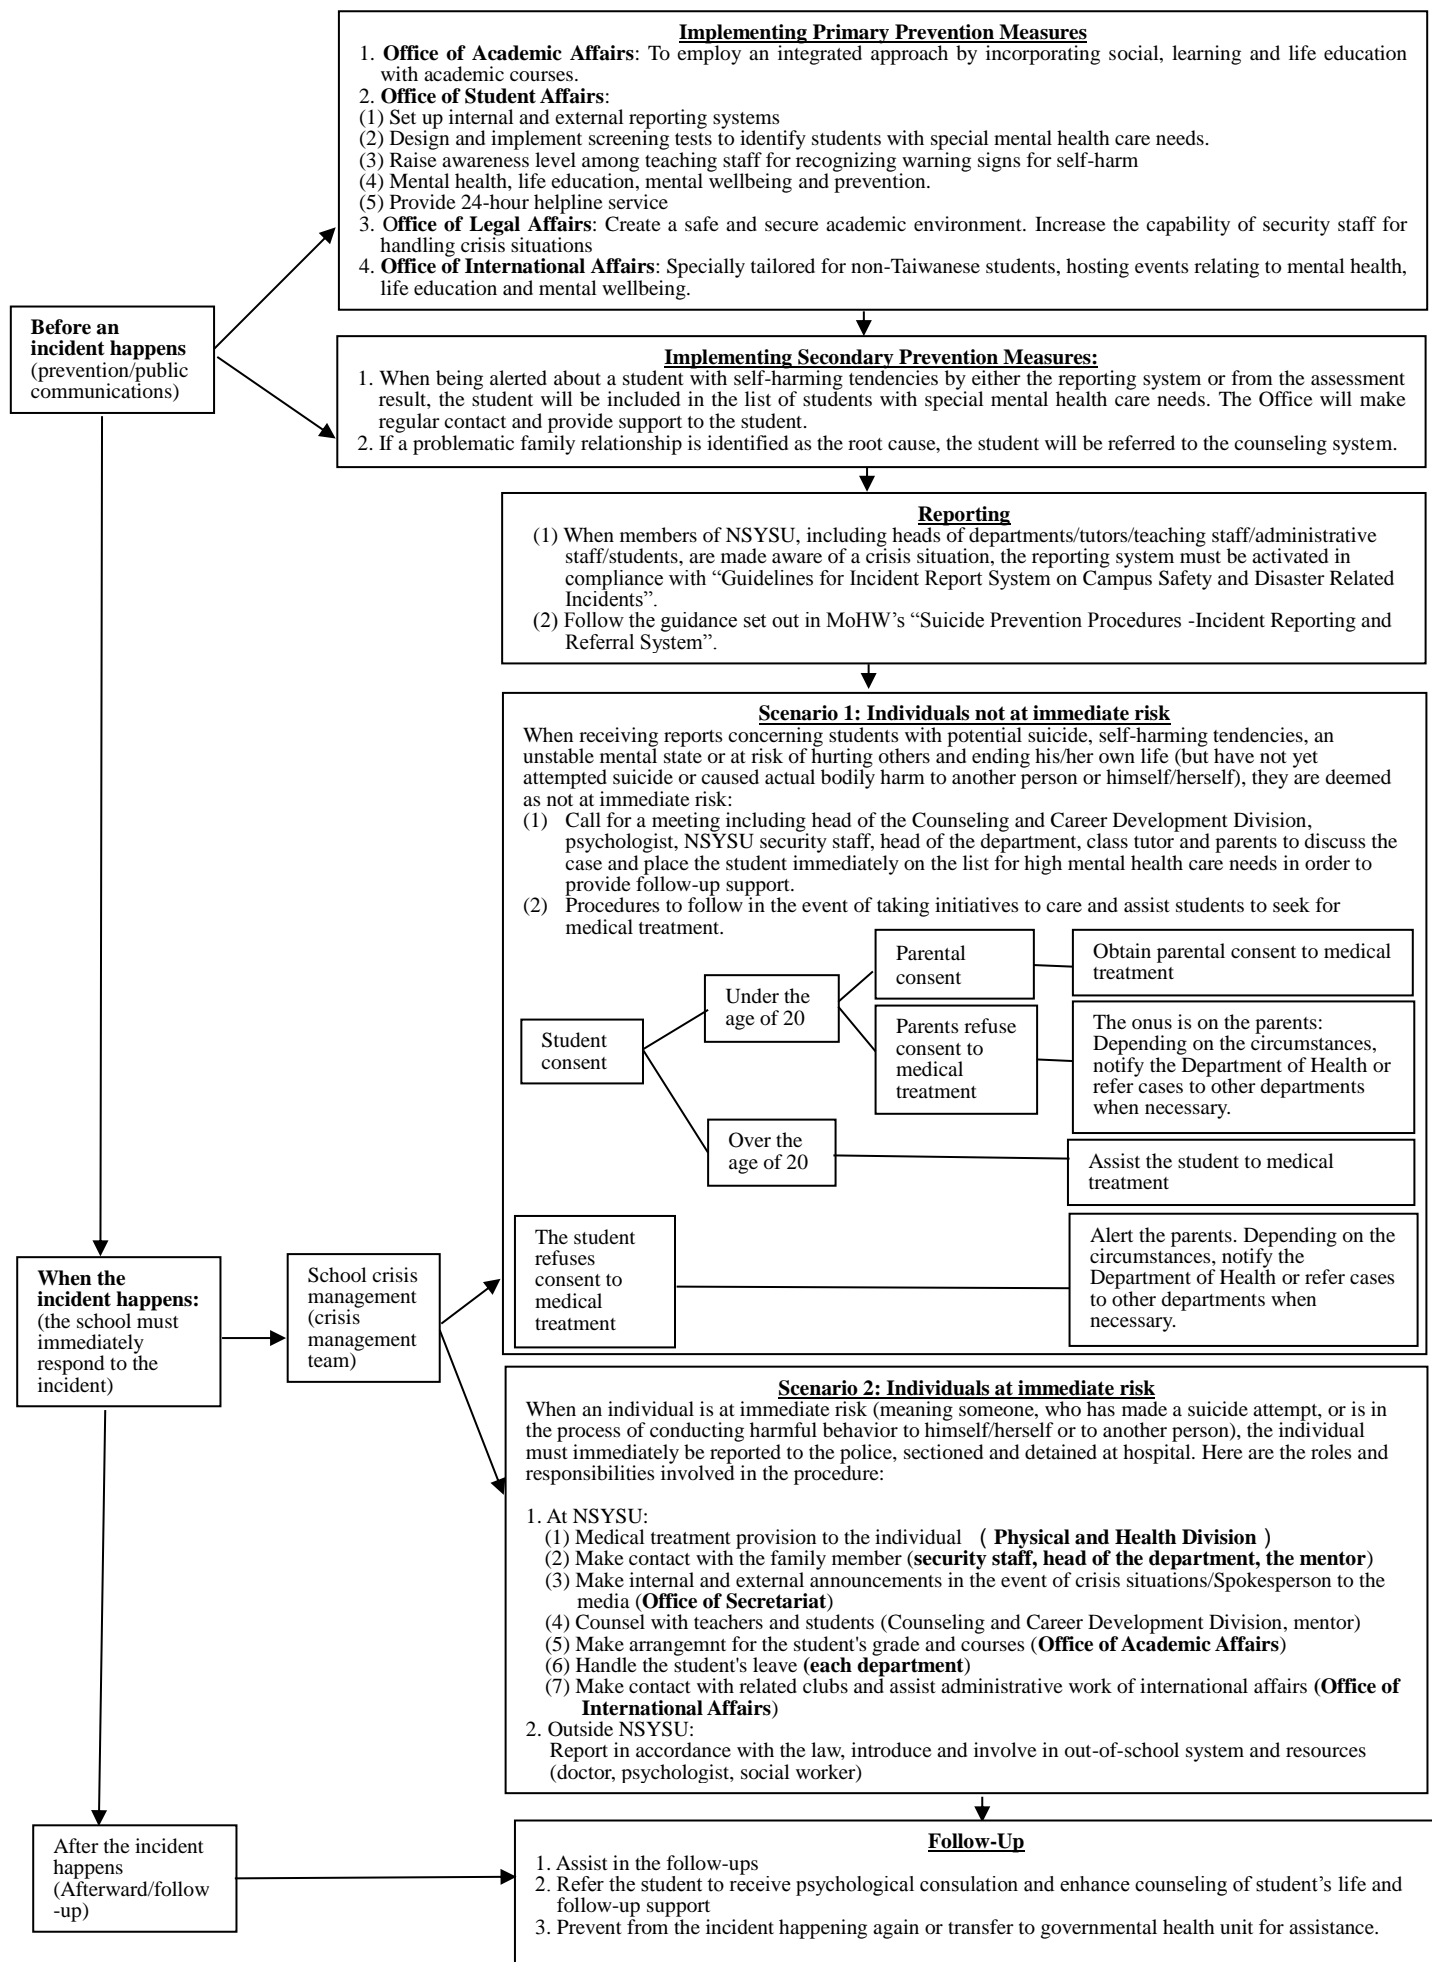 Implementing Primary Prevention Measures
1. Office of Academic Affairs: To employ an integrated approach by incorporating social, learning and life education
with academic courses.
2. Office of Student Affairs:
(1) Set up internal and external reporting systems
(2) Design and implement screening tests to identify students with special mental health care needs.
(3) Raise awareness level among teaching staff for recognizing warning signs for self-harm
(4) Mental health, life education, mental wellbeing and prevention.
(5) Provide 24-hour helpline service
3. Office of Legal Affairs: Create a safe and secure academic environment. Increase the capability of security staff for
handling crisis situations
4. Office of International Affairs: Specially tailored for non-Taiwanese students, hosting events relating to mental health,
life education and mental wellbeing.
Before an
incident happens
(prevention/public
communications)
Implementing Secondary Prevention Measures:
1. When being alerted about a student with self-harming tendencies by either the reporting system or from the assessment
result, the student will be included in the list of students with special mental health care needs. The Office will make
regular contact and provide support to the student.
2. If a problematic family relationship is identified as the root cause, the student will be referred to the counseling system.
Reporting
(1) When members of NSYSU, including heads of departments/tutors/teaching staff/administrative
staff/students, are made aware of a crisis situation, the reporting system must be activated in
compliance with “Guidelines for Incident Report System on Campus Safety and Disaster Related
Incidents”.
(2) Follow the guidance set out in MoHW’s “Suicide Prevention Procedures -Incident Reporting and
Referral System”.
Scenario 1: Individuals not at immediate risk
When receiving reports concerning students with potential suicide, self-harming tendencies, an
unstable mental state or at risk of hurting others and ending his/her own life (but have not yet
attempted suicide or caused actual bodily harm to another person or himself/herself), they are deemed
as not at immediate risk:
(1) Call for a meeting including head of the Counseling and Career Development Division,
psychologist, NSYSU security staff, head of the department, class tutor and parents to discuss the
case and place the student immediately on the list for high mental health care needs in order to
provide follow-up support.
(2) Procedures to follow in the event of taking initiatives to care and assist students to seek for
medical treatment.
Student
consent
Under the
age of 20
Parental
consent
Obtain parental consent to medical
treatment
Parents refuse
consent to
medical
treatment
The onus is on the parents:
Depending on the circumstances,
notify the Department of Health or
refer cases to other departments
when necessary.
Over the
age of 20
Assist the student to medical
treatment
The student
refuses
consent to
medical
treatment
Alert the parents. Depending on the
circumstances, notify the
Department of Health or refer cases
to other departments when
necessary.
When the
incident happens:
(the school must
immediately
respond to the
incident)
School crisis
management
(crisis
management
team)
Scenario 2: Individuals at immediate risk
When an individual is at immediate risk (meaning someone, who has made a suicide attempt, or is in
the process of conducting harmful behavior to himself/herself or to another person), the individual
must immediately be reported to the police, sectioned and detained at hospital. Here are the roles and
responsibilities involved in the procedure:
1. At NSYSU:
(1) Medical treatment provision to the individual （Physical and Health Division）
(2) Make contact with the family member (security staff, head of the department, the mentor)
(3) Make internal and external announcements in the event of crisis situations/Spokesperson to the
media (Office of Secretariat)
(4) Counsel with teachers and students (Counseling and Career Development Division, mentor)
(5) Make arrangemnt for the student's grade and courses (Office of Academic Affairs)
(6) Handle the student's leave (each department)
(7) Make contact with related clubs and assist administrative work of international affairs (Office of
International Affairs)
2. Outside NSYSU:
Report in accordance with the law, introduce and involve in out-of-school system and resources
(doctor, psychologist, social worker)
After the incident
happens
(Afterward/follow
-up)
Follow-Up
1. Assist in the follow-ups
2. Refer the student to receive psychological consulation and enhance counseling of student’s life and
follow-up support
3. Prevent from the incident happening again or transfer to governmental health unit for assistance.